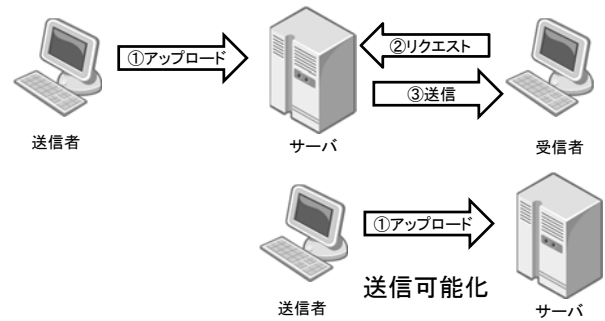 ①アップロード
②リクエスト
③送信
送信者
サーバ
受信者
①アップロード
送信可能化
送信者
サーバ